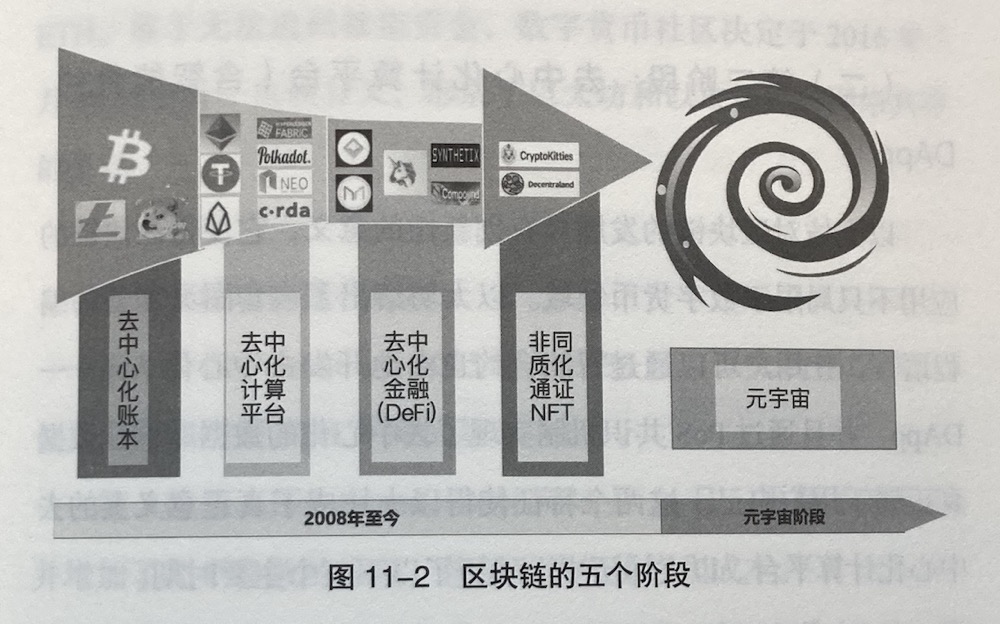 HYPERLEDGER
FABRIC
Polkadot.
NEO
c·rda
SYNTHETIX
Compound
CryptoKitties
Decentraland
去中心化账本
去中
心化
计算
平台
去中
心化
金融
(DeFi)
非同
质化
通证
NFT
元宇宙
2008年至今
元宇宙阶段
图 11-2 区块链的五个阶段